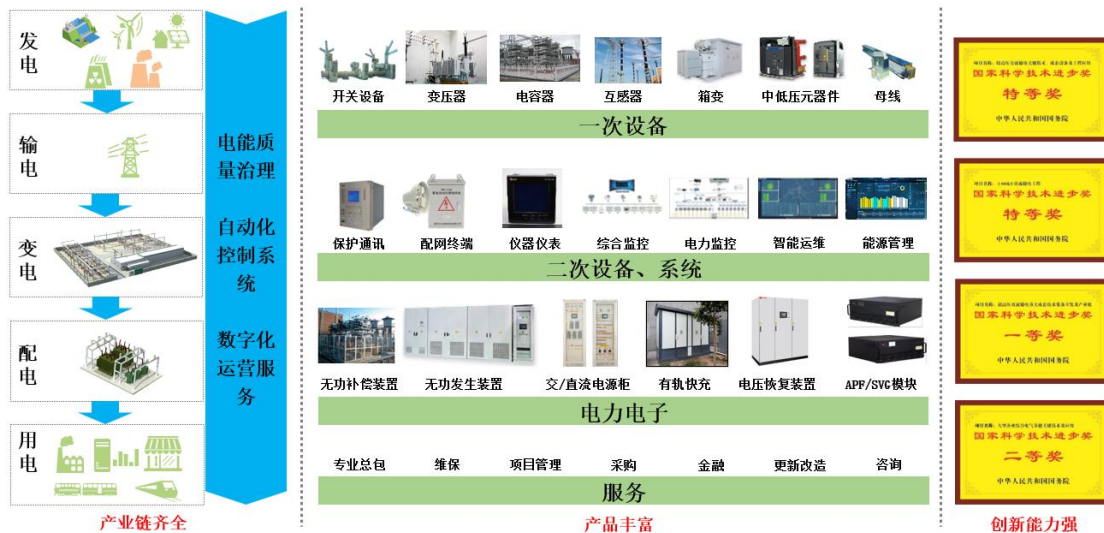 发电
输电
变电
配电
用电
电能质
量治理
自动化
控制系
统
数字化
运营服
务
产业链齐全
开关设备 变压器 电容器 互感器 箱变 中低压元器件 母线
一次设备
保护通讯 配网终端 仪器仪表 综合监控 电力监控 智能运维 能源管理
二次设备、系统
无功补偿装置 无功发生装置 交/直流电源柜 有轨快充 电压恢复装置 APF/SVG模块
电力电子
专业总包 维保 项目管理 采购 金融 更新改造 咨询
服务
产品丰富
国家科学技术进步奖
特等奖
中华人民共和国国务院
国家科学技术进步奖
特等奖
中华人民共和国国务院
国家科学技术进步奖
一等奖
中华人民共和国国务院
国家科学技术进步奖
二等奖
中华人民共和国国务院
创新能力强